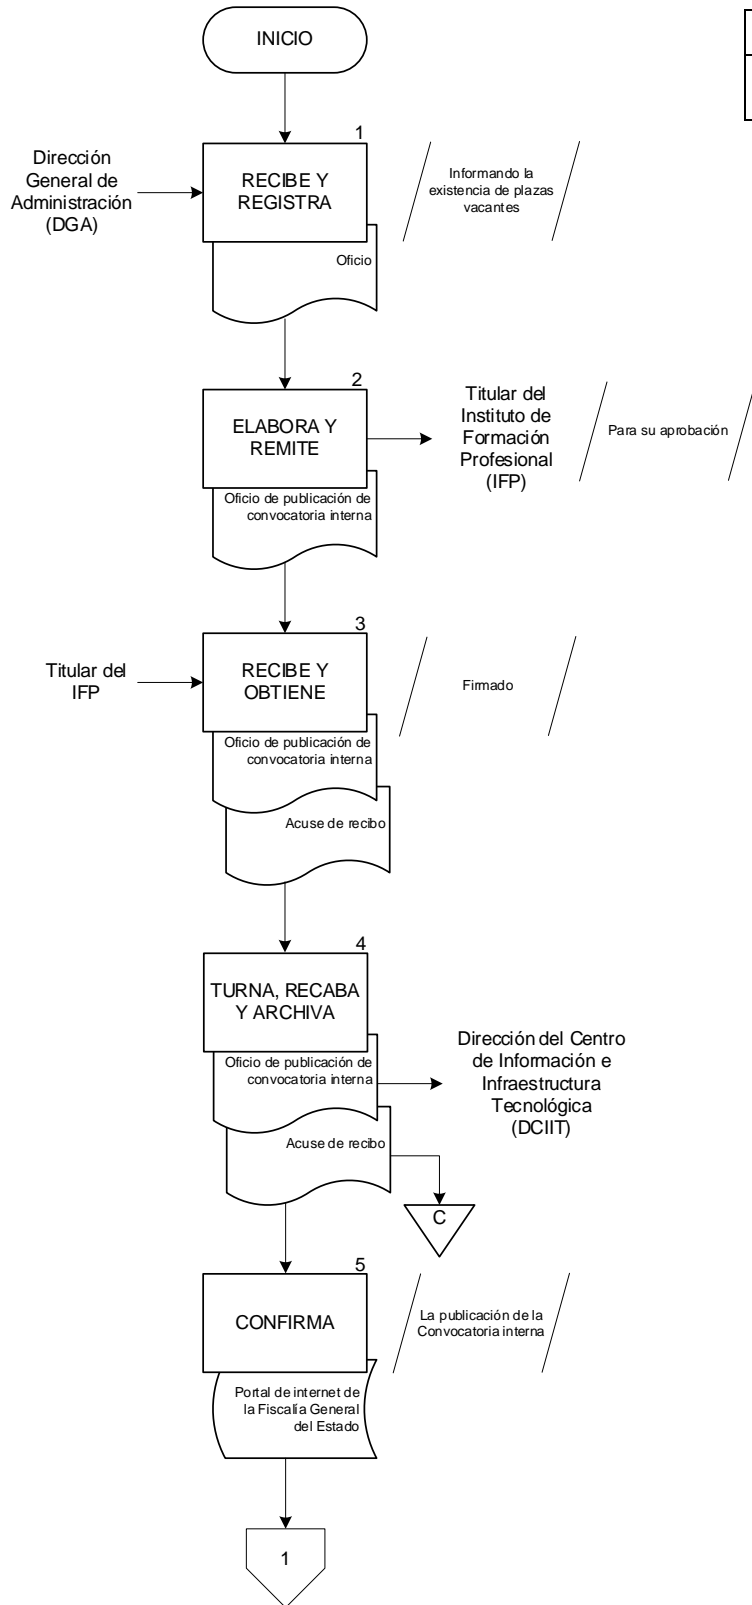 INICIO
1
Dirección
General de
Administración
(DGA)
RECIBE Y
REGISTRA
Informando la
existencia de plazas
vacantes
Oficio
2
ELABORA Y
REMITE
Titular del
Instituto de
Formación
Profesional
(IFP)
Para su aprobación
Oficio de publicación de
convocatoria interna
3
Titular del
IFP
RECIBE Y
OBTIENE
Firmado
Oficio de publicación de
convocatoria interna
Acuse de recibo
4
TURNA, RECABA
Y ARCHIVA
Oficio de publicación de
convocatoria interna
Dirección del Centro
de Información e
Infraestructura
Tecnológica
(DCIIT)
Acuse de recibo
C
5
CONFIRMA
La publicación de la
Convocatoria interna
Portal de internet de
la Fiscalía General
del Estado
1